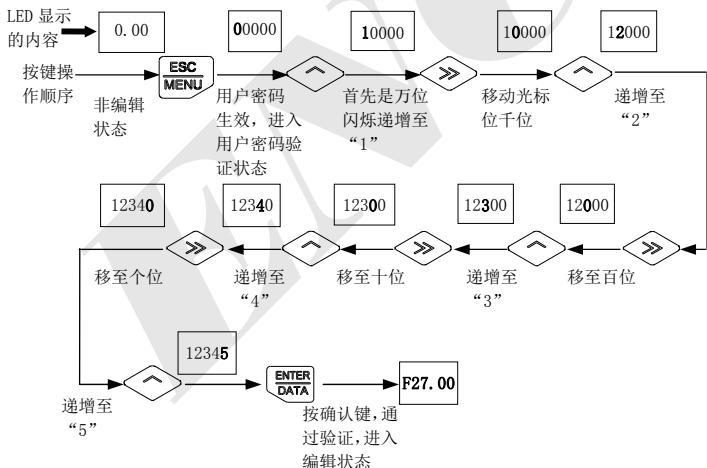 LED 显示
的内容
0.00
00000
10000
10000
12000
按键操
作顺序
非编辑
状态
ESC
MENU
用户密码
生效，进入
用户密码验
证状态
首先是万位
闪烁递增至
“1”
移动光标
位千位
递增至
“2”
12340
12340
12300
12300
12000
移至个位
递增至
“4”
移至十位
递增至
“3”
移至百位
12345
递增至
“5”
ENTER
DATA
F27.00
按确认键，通
过验证，进入
编辑状态
ENC